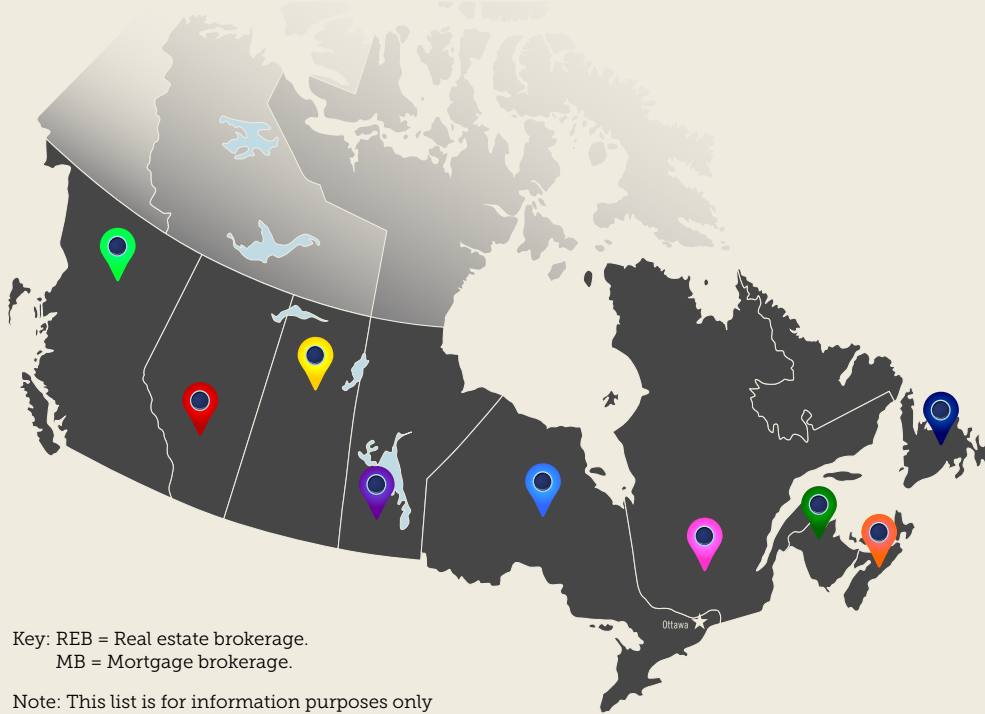 Ottawa
Key: REB = Real estate brokerage.
MB = Mortgage brokerage.
Note: This list is for information purposes only